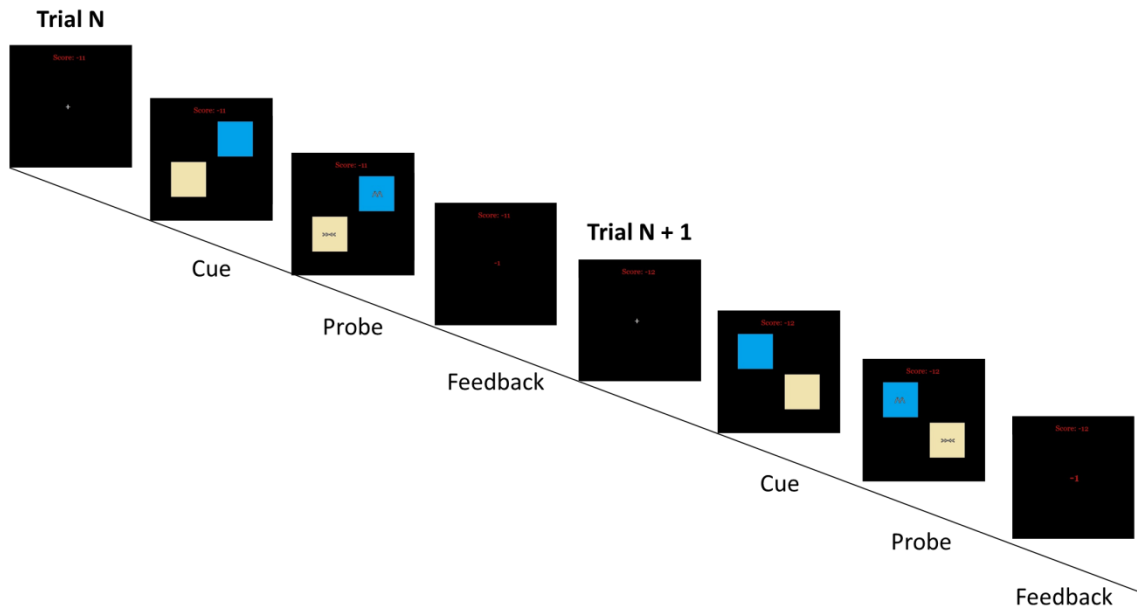 Trial N
Score: -11
+
Score: -11
Cue
Score: -11
Probe
Score: -11
-1
Feedback
Trial N + 1
Score: -12
+
Score: -12
Cue
Score: -12
Probe
Score: -12
-1
Feedback